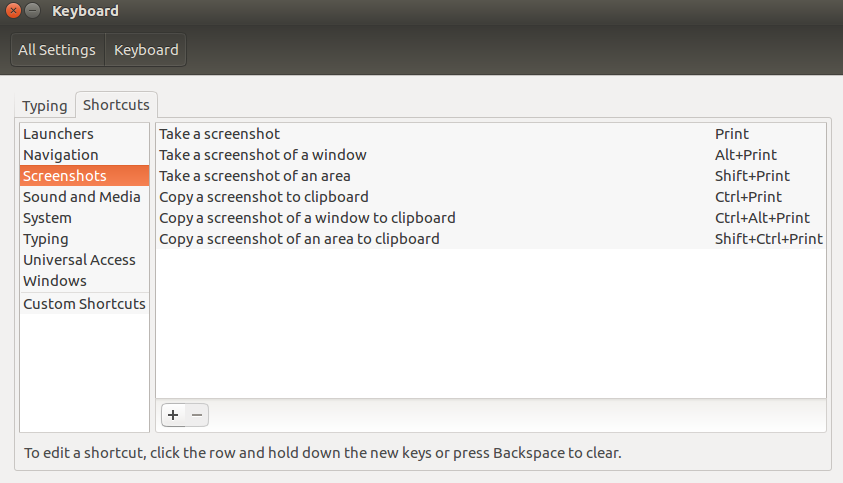 Keyboard
All Settings Keyboard
Typing Shortcuts
Launchers
Navigation
Screenshots
Sound and Media
System
Typing
Universal Access
Windows
Custom Shortcuts
Take a screenshot Print
Take a screenshot of a window Alt+Print
Take a screenshot of an area Shift+Print
Copy a screenshot to clipboard Ctrl+Print
Copy a screenshot of a window to clipboard Ctrl+Alt+Print
Copy a screenshot of an area to clipboard Shift+Ctrl+Print
To edit a shortcut, click the row and hold down the new keys or press Backspace to clear.